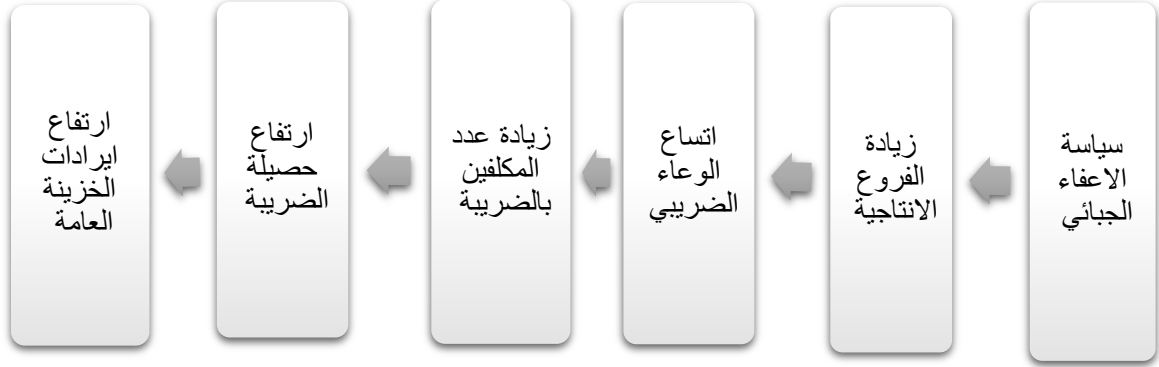 سياسة
الاعفاء
الجبائي
زيادة
الفروع
الانتاجية
اتساع
الوعاء
الضريبي
زيادة عدد
المكلفين
بالضريبة
ارتفاع
حصيلة
الضريبة
ارتفاع
ايرادات
الخزينة
العامة